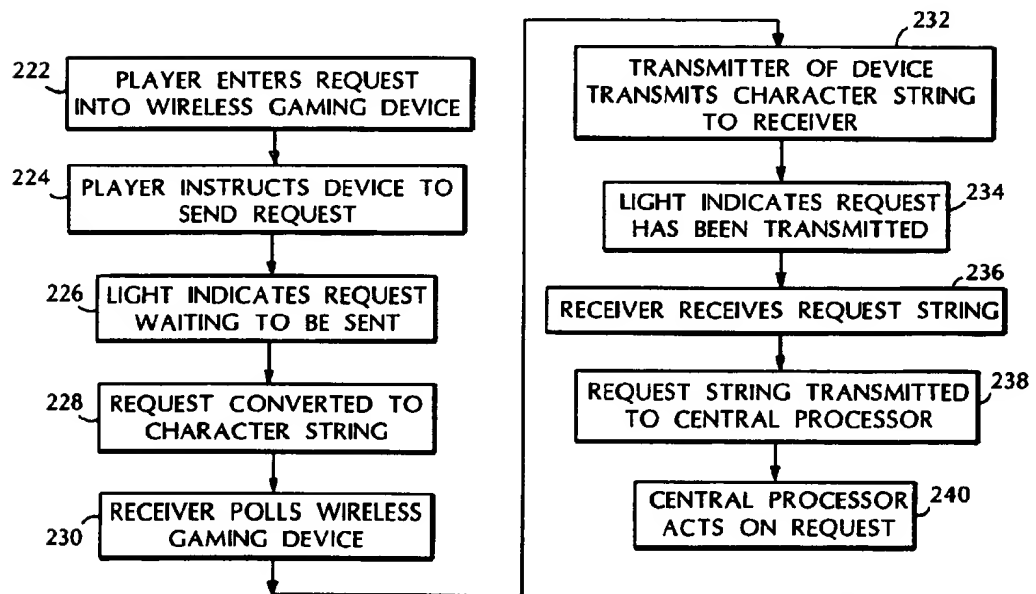 222
PLAYER ENTERS REQUEST
INTO WIRELESS GAMING DEVICE
224
PLAYER INSTRUCTS DEVICE TO
SEND REQUEST
226
LIGHT INDICATES REQUEST
WAITING TO BE SENT
228
REQUEST CONVERTED TO
CHARACTER STRING
230
RECEIVER POLLS WIRELESS
GAMING DEVICE
232
TRANSMITTER OF DEVICE
TRANSMITS CHARACTER STRING
TO RECEIVER
234
LIGHT INDICATES REQUEST
HAS BEEN TRANSMITTED
236
RECEIVER RECEIVES REQUEST STRING
238
REQUEST STRING TRANSMITTED
TO CENTRAL PROCESSOR
240
CENTRAL PROCESSOR
ACTS ON REQUEST